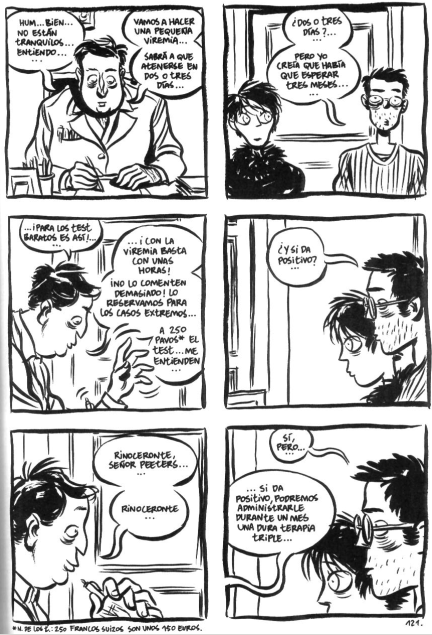 HUM...BIEN...
NO ESTÁN
TRANQUILOS...
ENTIENDO...
...
VAMOS A HACER
UNA PEQUEÑA
VIREMIA...
...
SABRÁ A QUE
ATENERSE EN
DOS O TRES
DÍAS...
¿DOS O TRES
DÍAS?...
...
PERO YO
CREÍA QUE HABÍA
QUE ESPERAR
TRES MESES...
...
...¡PARA LOS TEST
BARATOS ES ASÍ!...
...
...¡CON LA
VIREMIA BASTA
CON UNAS
HORAS!
¡NO LO COMENTEN
DEMASIADO! LO
RESERVAMOS PARA
LOS CASOS EXTREMOS...
...
A 250
PAVOS* EL
TEST...ME
ENTIENDEN
...
¿Y SI DA
POSITIVO?
...
RINOCERONTE,
SEÑOR PEETERS...
...
RINOCERONTE
...
SÍ,
PERO...
...
... SI DA
POSITIVO, PODREMOS
ADMINISTRARLE
DURANTE UN MES
UNA DURA TERAPIA
TRIPLE...
*N. DE LOS E.: 250 FRANCOS SUIZOS SON UNOS 150 EUROS.
121.